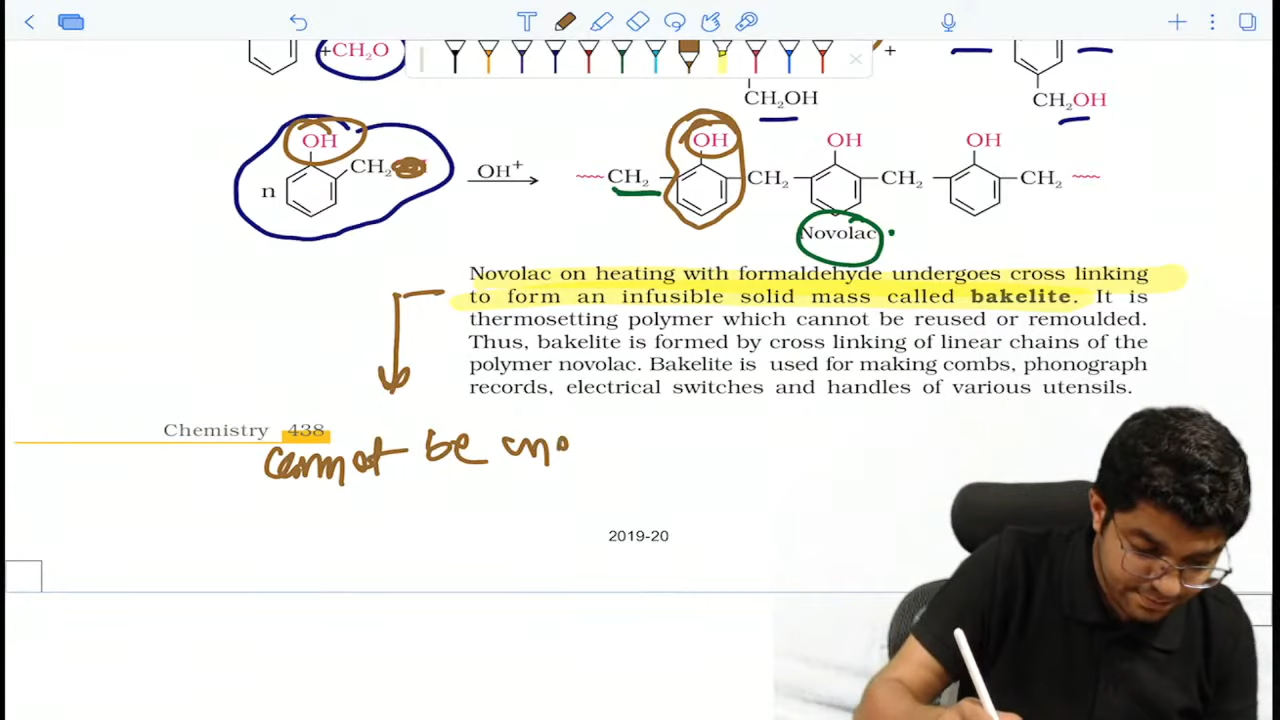 +CH₂O
+
CH₂OH
CH₂OH
OH
OH
OH
OH
n
CH₂
OH⁺
CH₂
CH₂
CH₂
CH₂
Novolac
Novolac on heating with formaldehyde undergoes cross linking
to form an infusible solid mass called bakelite. It is
thermosetting polymer which cannot be reused or remoulded.
Thus, bakelite is formed by cross linking of linear chains of the
polymer novolac. Bakelite is used for making combs, phonograph
records, electrical switches and handles of various utensils.
Chemistry 438
cannot be
2019-20